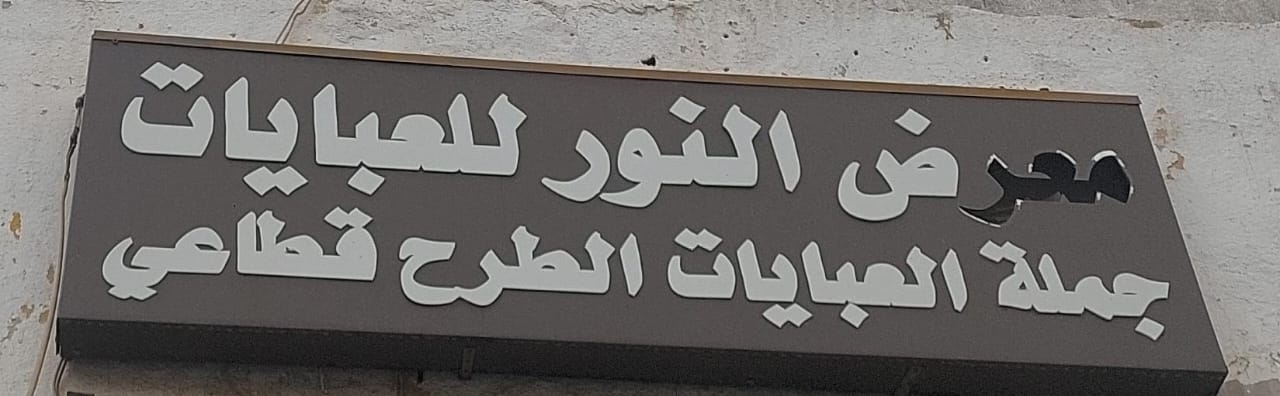 معرض النور للعبايات
جملة العبايات الطرح قطاعي